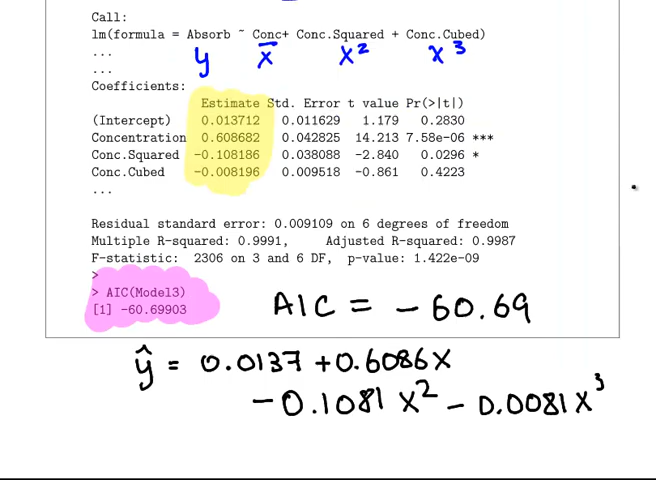 Call:
lm(formula = Absorb ~ Conc+ Conc.Squared + Conc.Cubed)
...
y x x² x³
...
Coefficients:
Estimate Std. Error t value Pr(>|t|)
(Intercept) 0.013712 0.011629 1.179 0.2830
Concentration 0.608682 0.042825 14.213 7.58e-06 ***
Conc.Squared -0.108186 0.038088 -2.840 0.0296 *
Conc.Cubed -0.008196 0.009518 -0.861 0.4223
...
Residual standard error: 0.009109 on 6 degrees of freedom
Multiple R-squared: 0.9991, Adjusted R-squared: 0.9987
F-statistic: 2306 on 3 and 6 DF, p-value: 1.422e-09
>
> AIC(Model3)
[1] -60.69903
AIC = -60.69
ŷ = 0.0137 +0.6086x
-0.1081 x² - 0.0081x³